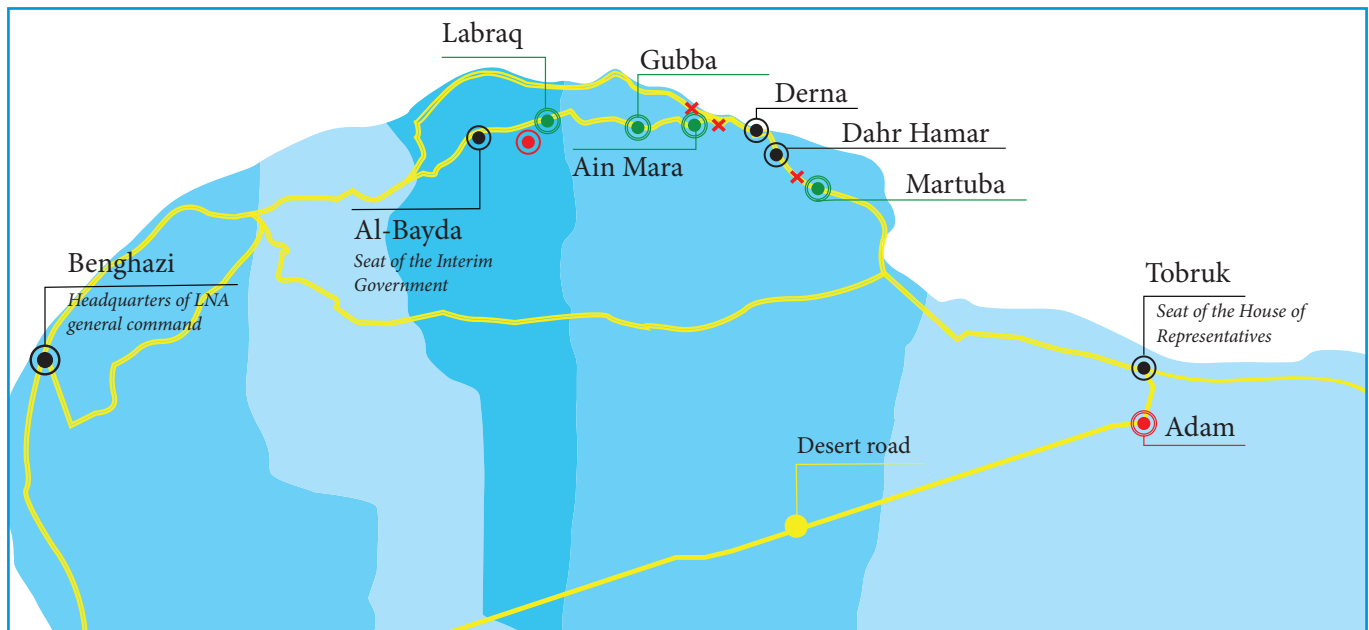 Labraq
Gubba
Derna
Dahr Hamar
Ain Mara
Martuba
Al-Bayda
Seat of the Interim
Government
Benghazi
Headquarters of LNA
general command
Tobruk
Seat of the House of
Representatives
Adam
Desert road